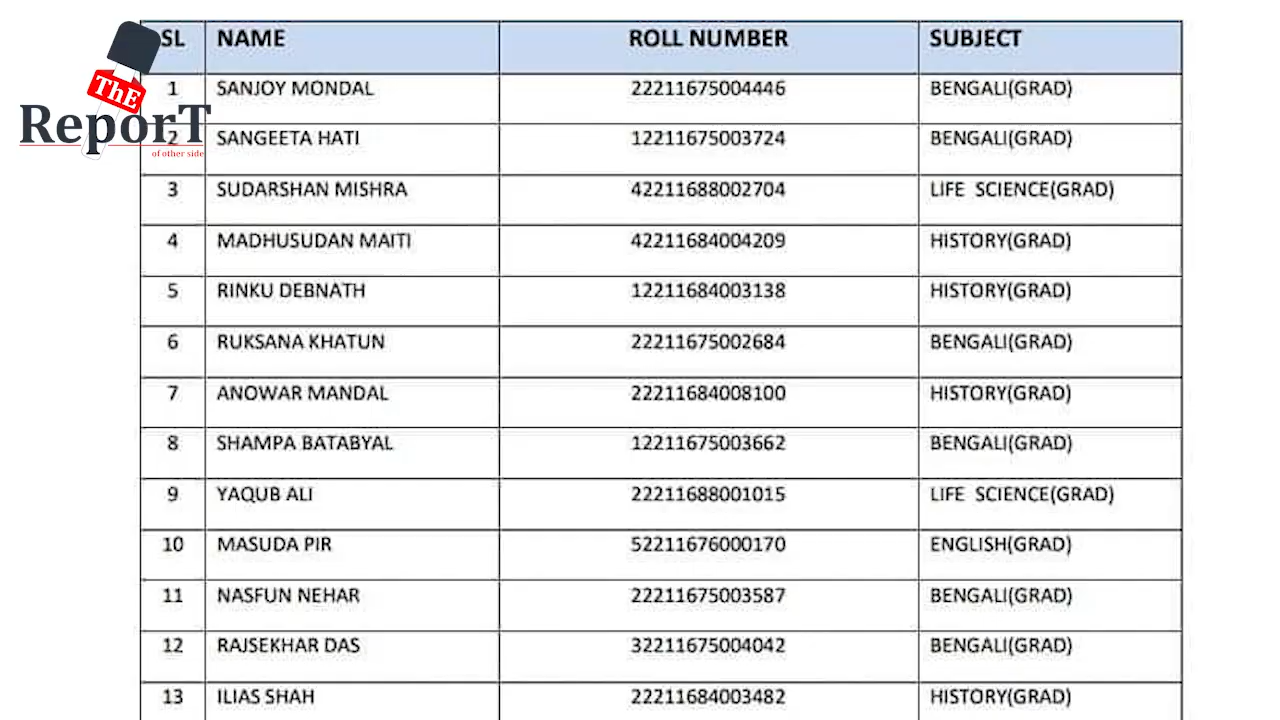 ThE
ReporT
of other side
SL NAME ROLL NUMBER SUBJECT
1 SANJOY MONDAL 22211675004446 BENGALI(GRAD)
2 SANGEETA HATI 12211675003724 BENGALI(GRAD)
3 SUDARSHAN MISHRA 42211688002704 LIFE SCIENCE(GRAD)
4 MADHUSUDAN MAITI 42211684004209 HISTORY(GRAD)
5 RINKU DEBNATH 12211684003138 HISTORY(GRAD)
6 RUKSANA KHATUN 22211675002684 BENGALI(GRAD)
7 ANOWAR MANDAL 22211684008100 HISTORY(GRAD)
8 SHAMPA BATABYAL 12211675003662 BENGALI(GRAD)
9 YAQUB ALI 22211688001015 LIFE SCIENCE(GRAD)
10 MASUDA PIR 52211676000170 ENGLISH(GRAD)
11 NASFUN NEHAR 22211675003587 BENGALI(GRAD)
12 RAJSEKHAR DAS 32211675004042 BENGALI(GRAD)
13 ILIAS SHAH 22211684003482 HISTORY(GRAD)